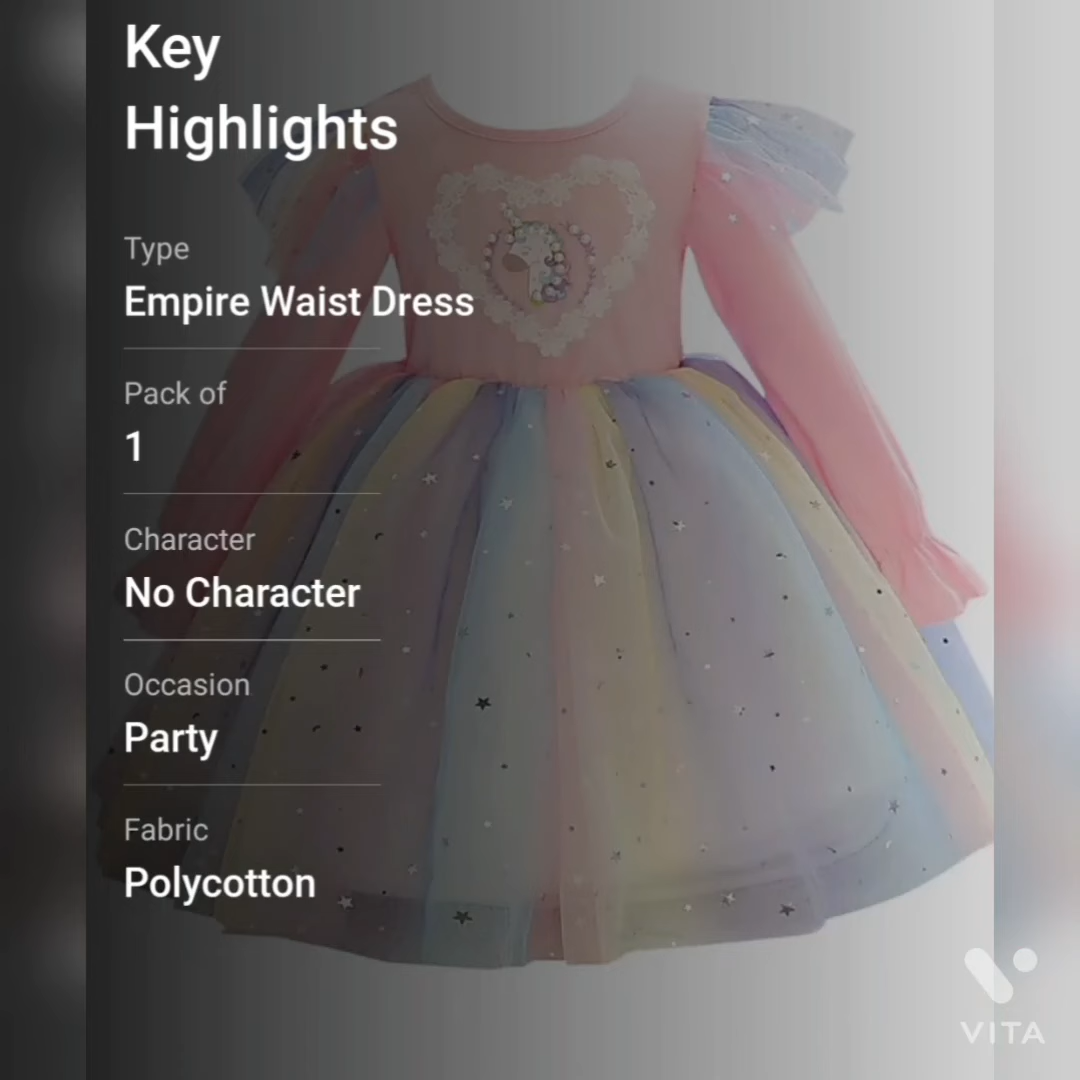 Key
Highlights
Type
Empire Waist Dress
Pack of
1
Character
No Character
Occasion
Party
Fabric
Polycotton
VITA